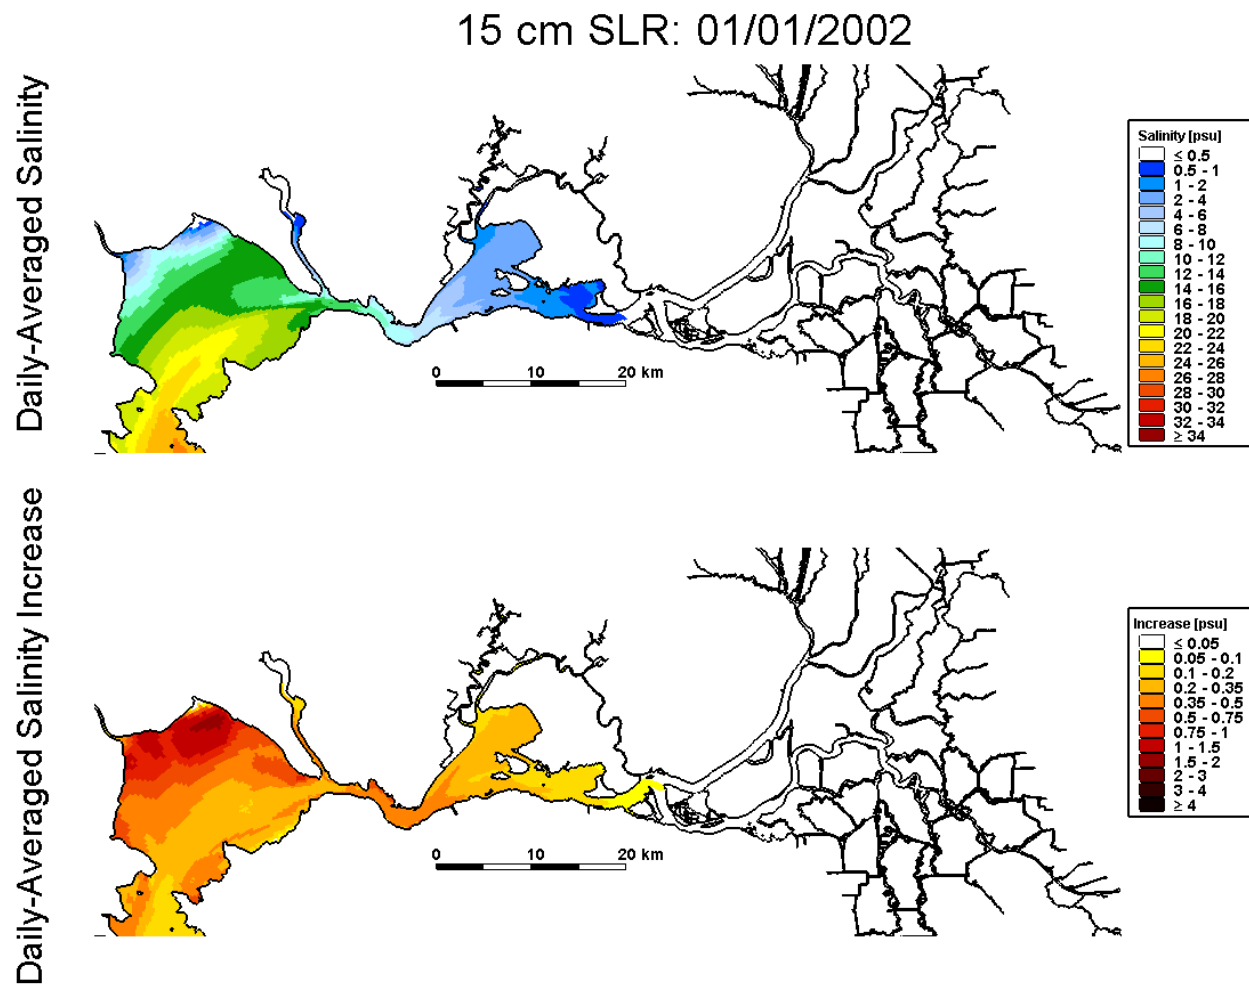 15 cm SLR: 01/01/2002
Daily-Averaged Salinity
Salinity [psu]
≤ 0.5
0.5 - 1
1 - 2
2 - 4
4 - 6
6 - 8
8 - 10
10 - 12
12 - 14
14 - 16
16 - 18
18 - 20
20 - 22
22 - 24
24 - 26
26 - 28
28 - 30
30 - 32
32 - 34
≥ 34
0 10 20 km
Daily-Averaged Salinity Increase
Increase [psu]
≤ 0.05
0.05 - 0.1
0.1 - 0.2
0.2 - 0.35
0.35 - 0.5
0.5 - 0.75
0.75 - 1
1 - 1.5
1.5 - 2
2 - 3
3 - 4
≥ 4
0 10 20 km